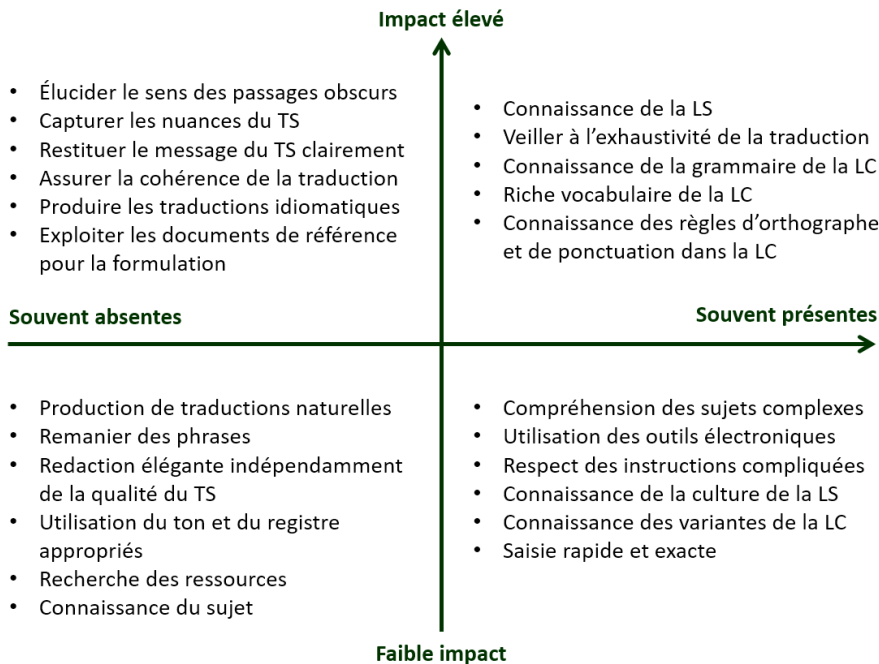 Impact élevé
• Élucider le sens des passages obscurs
• Capturer les nuances du TS
• Restituer le message du TS clairement
• Assurer la cohérence de la traduction
• Produire les traductions idiomatiques
• Exploiter les documents de référence
pour la formulation
• Connaissance de la LS
• Veiller à l’exhaustivité de la traduction
• Connaissance de la grammaire de la LC
• Riche vocabulaire de la LC
• Connaissance des règles d’orthographe
et de ponctuation dans la LC
Souvent absentes
Souvent présentes
• Production de traductions naturelles
• Remanier des phrases
• Redaction élégante indépendamment
de la qualité du TS
• Utilisation du ton et du registre
appropriés
• Recherche des ressources
• Connaissance du sujet
• Compréhension des sujets complexes
• Utilisation des outils électroniques
• Respect des instructions compliquées
• Connaissance de la culture de la LS
• Connaissance des variantes de la LC
• Saisie rapide et exacte
Faible impact